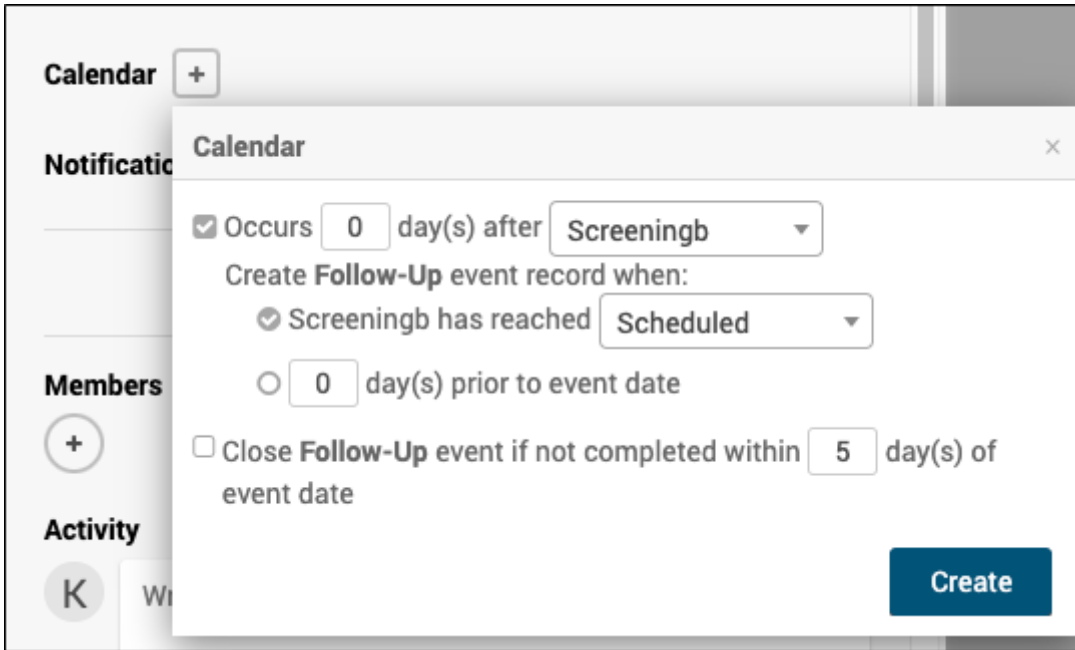 Calendar +
Notificatio
Calendar ×
Occurs 0 day(s) after Screeningb
Create Follow-Up event record when:
Screeningb has reached Scheduled
0 day(s) prior to event date
Close Follow-Up event if not completed within 5 day(s) of
event date
Create
Members
+
Activity
K